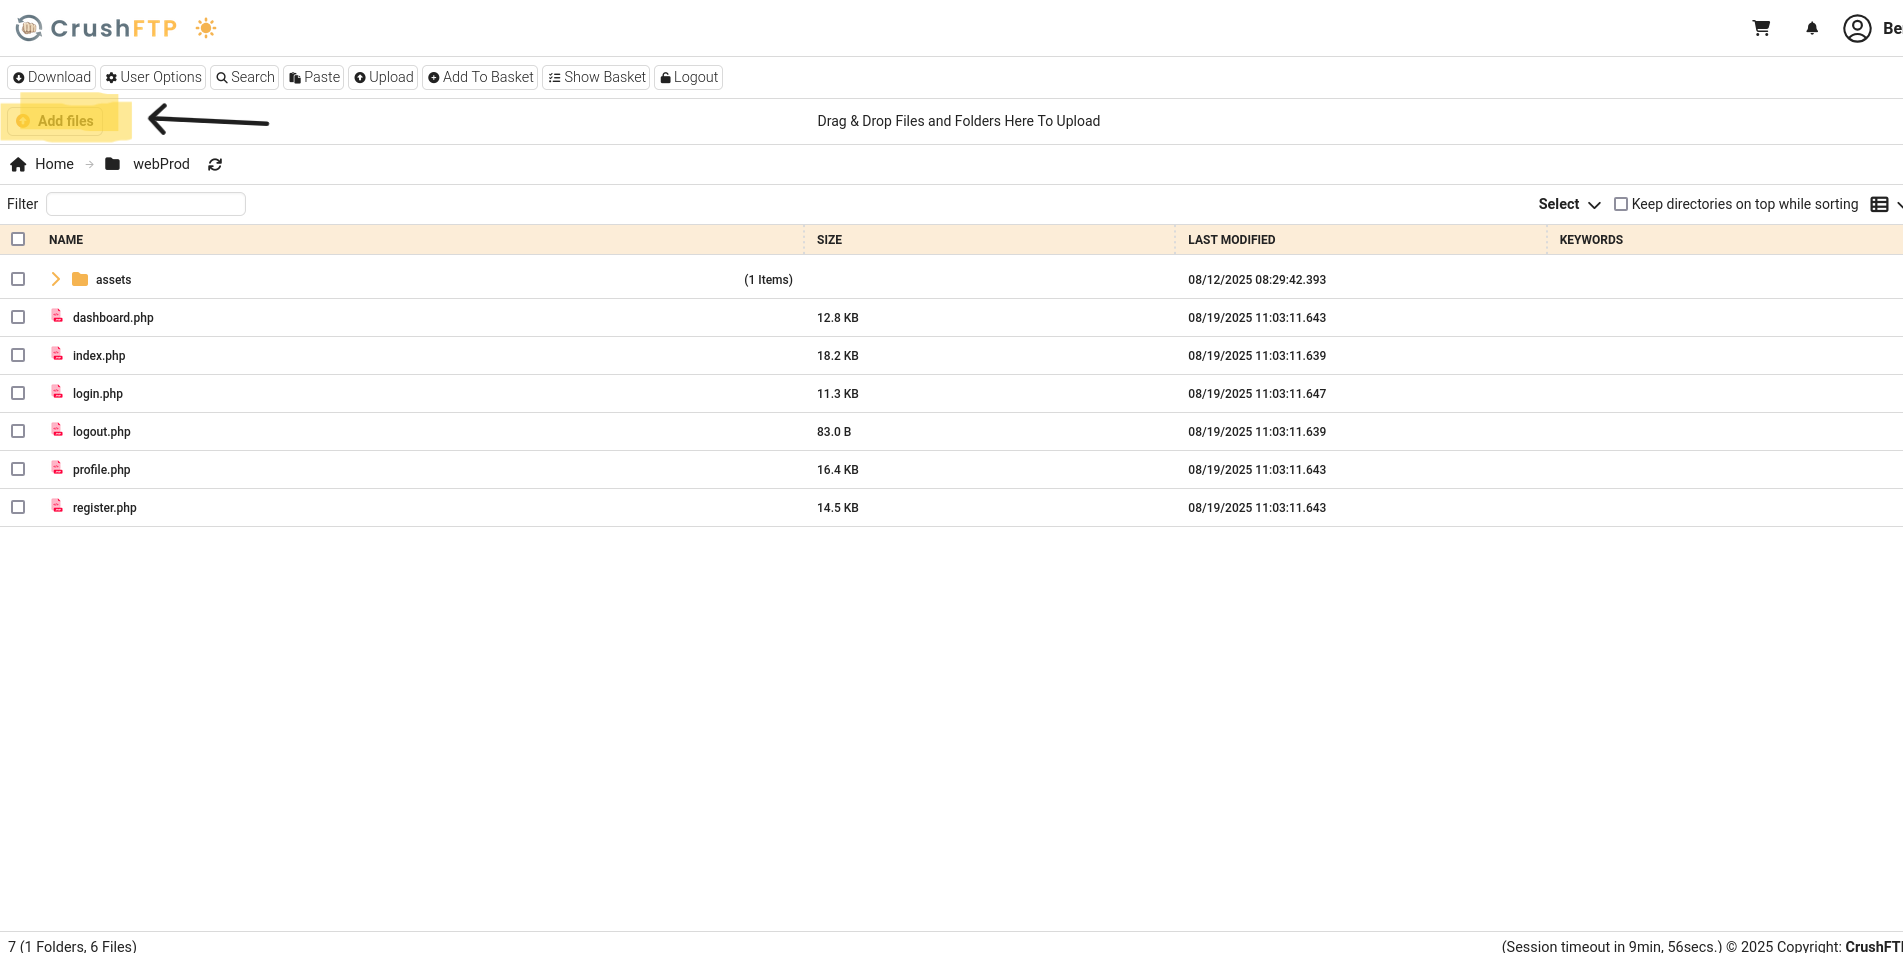 CrushFTP
Be
Download User Options Search Paste Upload Add To Basket Show Basket Logout
Add files Drag & Drop Files and Folders Here To Upload
Home → webProd
Filter Select Keep directories on top while sorting
NAME SIZE LAST MODIFIED KEYWORDS
assets (1 Items) 08/12/2025 08:29:42.393
dashboard.php 12.8 KB 08/19/2025 11:03:11.643
index.php 18.2 KB 08/19/2025 11:03:11.639
login.php 11.3 KB 08/19/2025 11:03:11.647
logout.php 83.0 B 08/19/2025 11:03:11.639
profile.php 16.4 KB 08/19/2025 11:03:11.643
register.php 14.5 KB 08/19/2025 11:03:11.643
7 (1 Folders, 6 Files) (Session timeout in 9min, 56secs.) © 2025 Copyright: CrushFT